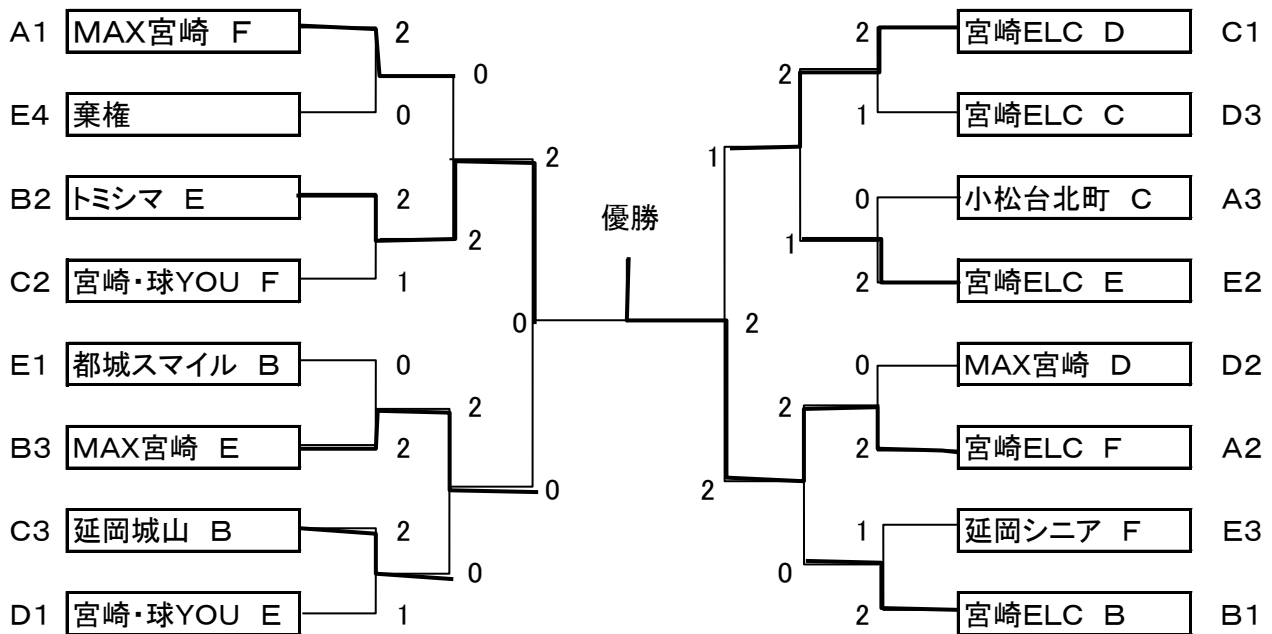 A1 MAX宮崎 F 2 2 宮崎ELC D C1
0 2
E4 棄権 0 1 宮崎ELC C D3
2 1
B2 トミシマ E 2 0 小松台北町 C A3
優勝
2 1
C2 宮崎・球YOU F 1 2 宮崎ELC E E2
0 2
E1 都城スマイル B 0 0 MAX宮崎 D D2
2 2
B3 MAX宮崎 E 2 2 宮崎ELC F A2
0 2
C3 延岡城山 B 2 1 延岡シニア F E3
0 0
D1 宮崎・球YOU E 1 2 宮崎ELC B B1